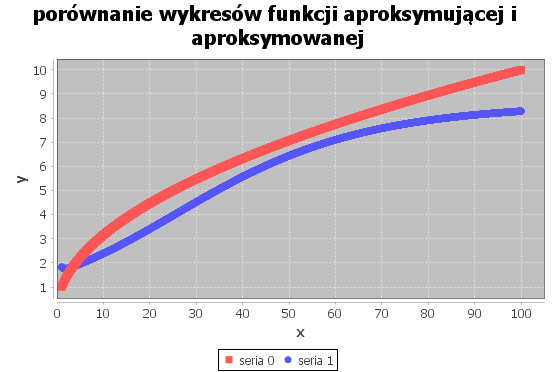 porównanie wykresów funkcji aproksymującej i
aproksymowanej
y
10
9
8
7
6
5
4
3
2
1
0 10 20 30 40 50 60 70 80 90 100
x
seria 0 seria 1